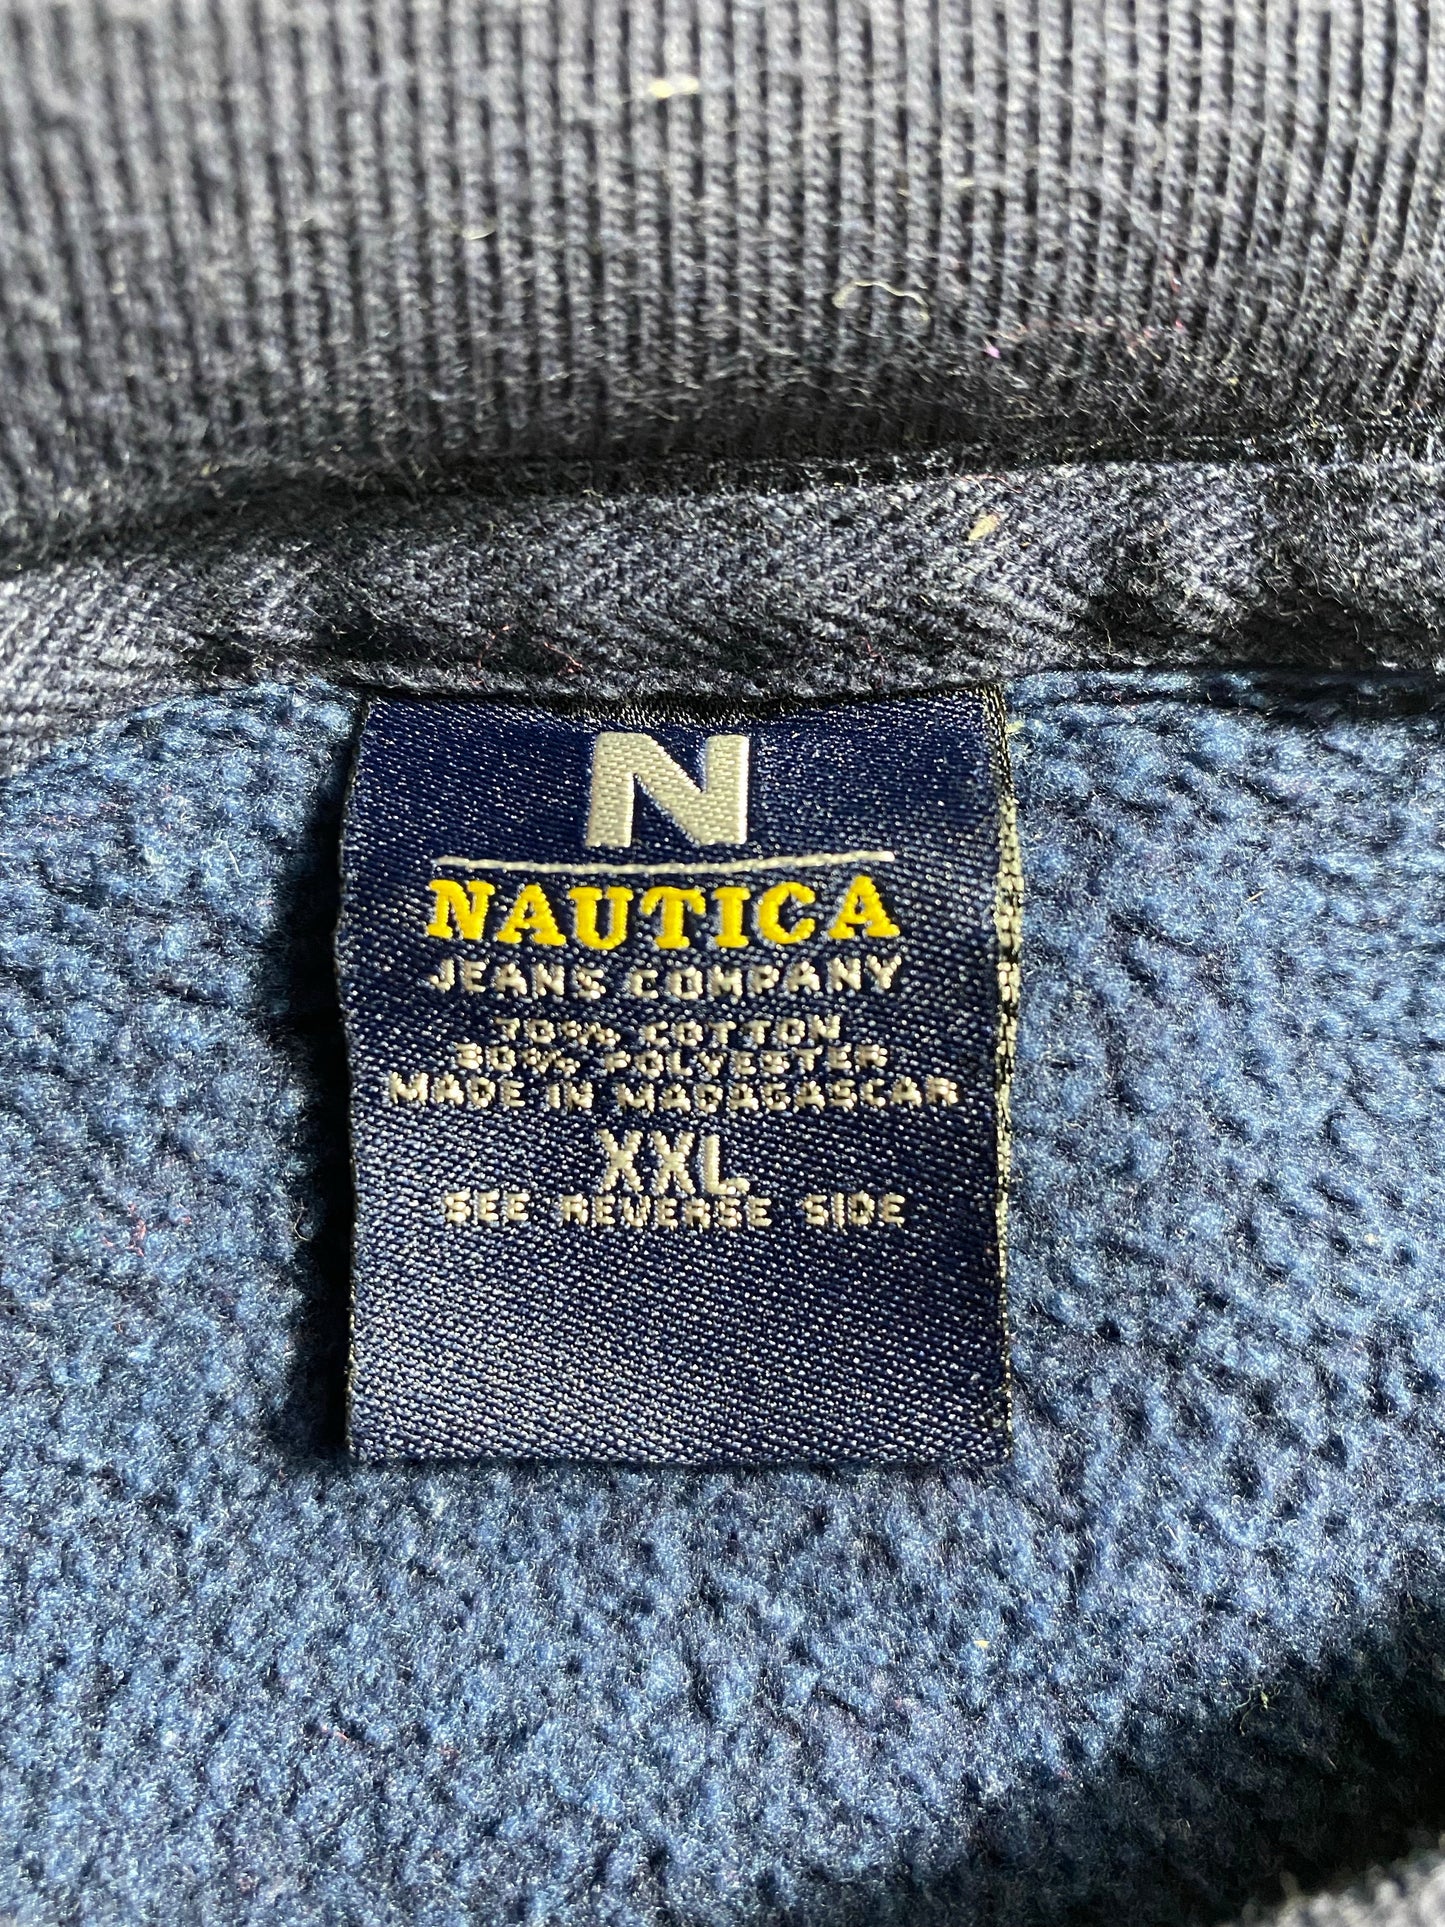 N
NAUTICA
JEANS COMPANY
70% COTTON
30% POLYESTER
MADE IN MADAGASCAR
XXL
SEE REVERSE SIDE